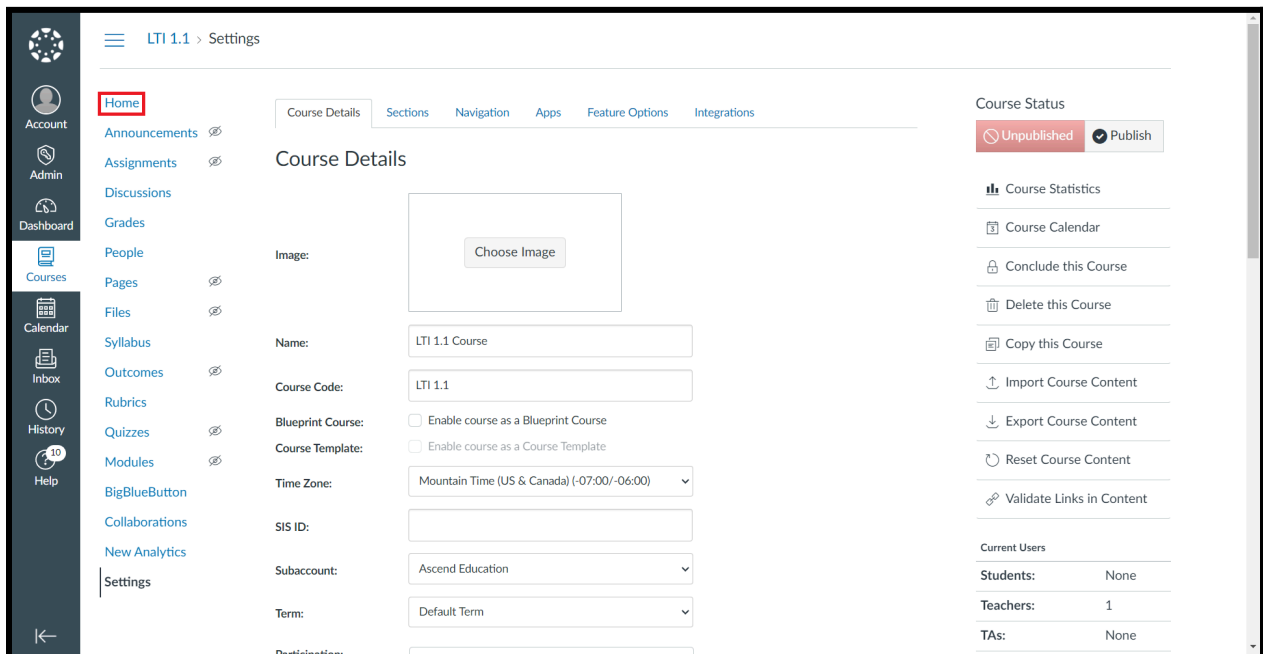 LTI 1.1 > Settings
Account
Admin
Dashboard
Courses
Calendar
Inbox
History
10
Help
Home
Announcements
Assignments
Discussions
Grades
People
Pages
Files
Syllabus
Outcomes
Rubrics
Quizzes
Modules
BigBlueButton
Collaborations
New Analytics
Settings
Course Details Sections Navigation Apps Feature Options Integrations
Course Details
Image: Choose Image
Name: LTI 1.1 Course
Course Code: LTI 1.1
Blueprint Course: Enable course as a Blueprint Course
Course Template: Enable course as a Course Template
Time Zone: Mountain Time (US & Canada) (-07:00/-06:00)
SIS ID:
Subaccount: Ascend Education
Term: Default Term
Participation:
Course Status
Unpublished Publish
Course Statistics
Course Calendar
Conclude this Course
Delete this Course
Copy this Course
Import Course Content
Export Course Content
Reset Course Content
Validate Links in Content
Current Users
Students: None
Teachers: 1
TAs: None